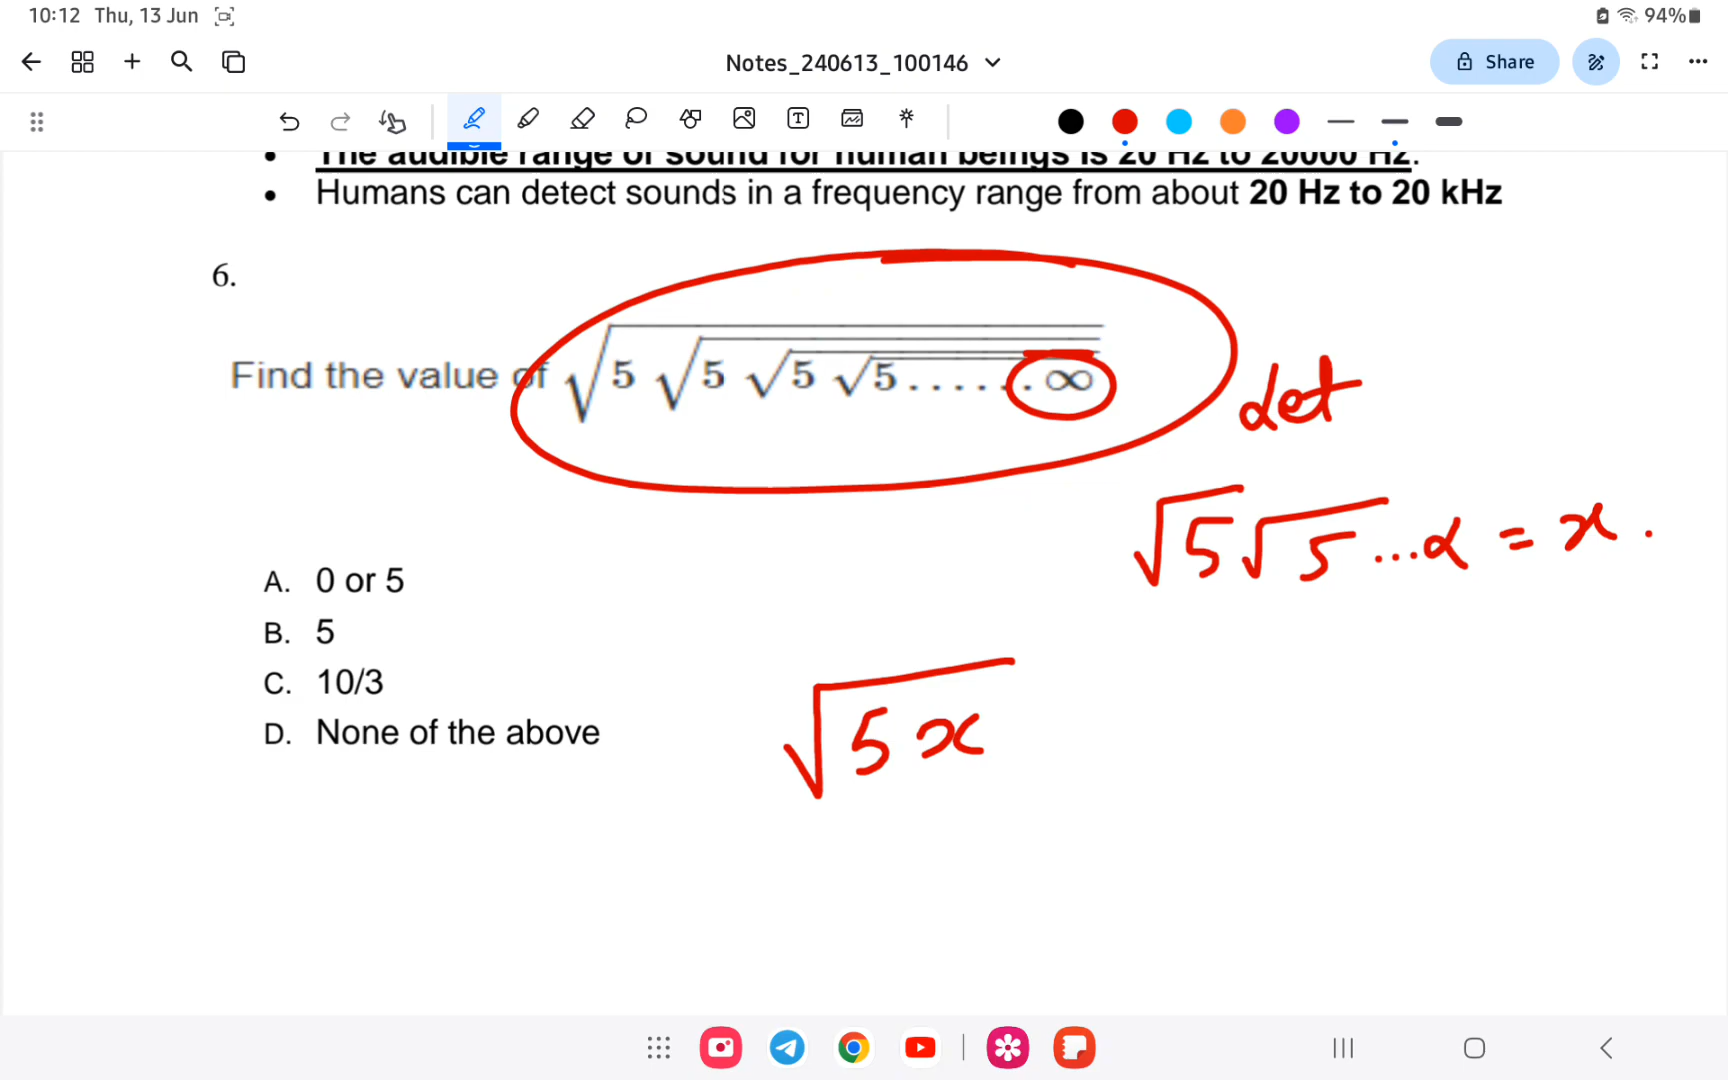 10:12 Thu, 13 Jun
94%
Notes_240613_100146
Share
The audible range of sound for human beings is 20 Hz to 20000 Hz.
Humans can detect sounds in a frequency range from about 20 Hz to 20 kHz
6.
Find the value of √5 √5 √5 √5 ...... ∞
Let
√5 √5 ...α = x .
A. 0 or 5
B. 5
C. 10/3
D. None of the above
√5x